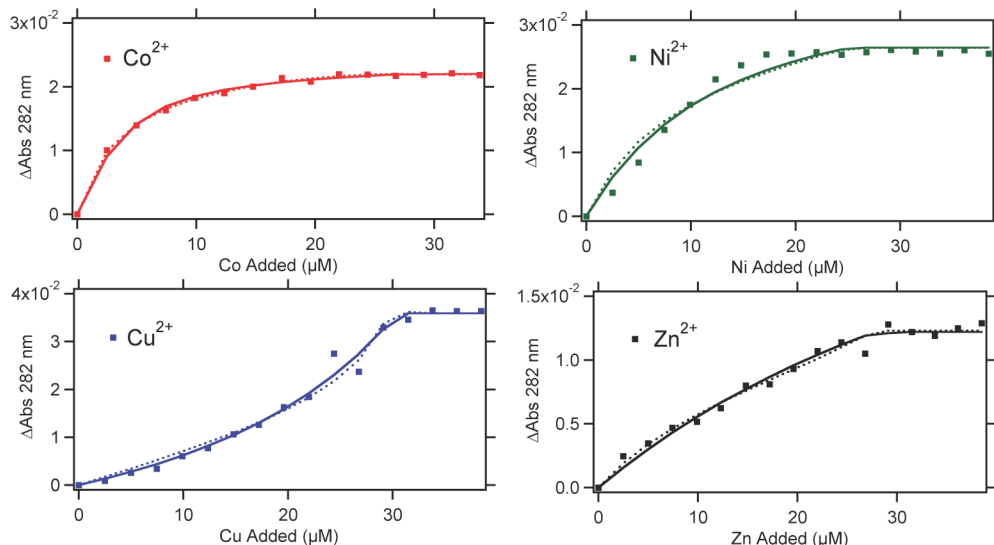 3x10⁻²
2
1
0
ΔAbs 282 nm
Co²⁺
0 10 20 30
Co Added (µM)
3x10⁻²
2
1
0
ΔAbs 282 nm
Ni²⁺
0 10 20 30
Ni Added (µM)
4x10⁻²
3
2
1
0
ΔAbs 282 nm
Cu²⁺
0 10 20 30
Cu Added (µM)
1.5x10⁻²
1.0
0.5
0.0
ΔAbs 282 nm
Zn²⁺
0 10 20 30
Zn Added (µM)